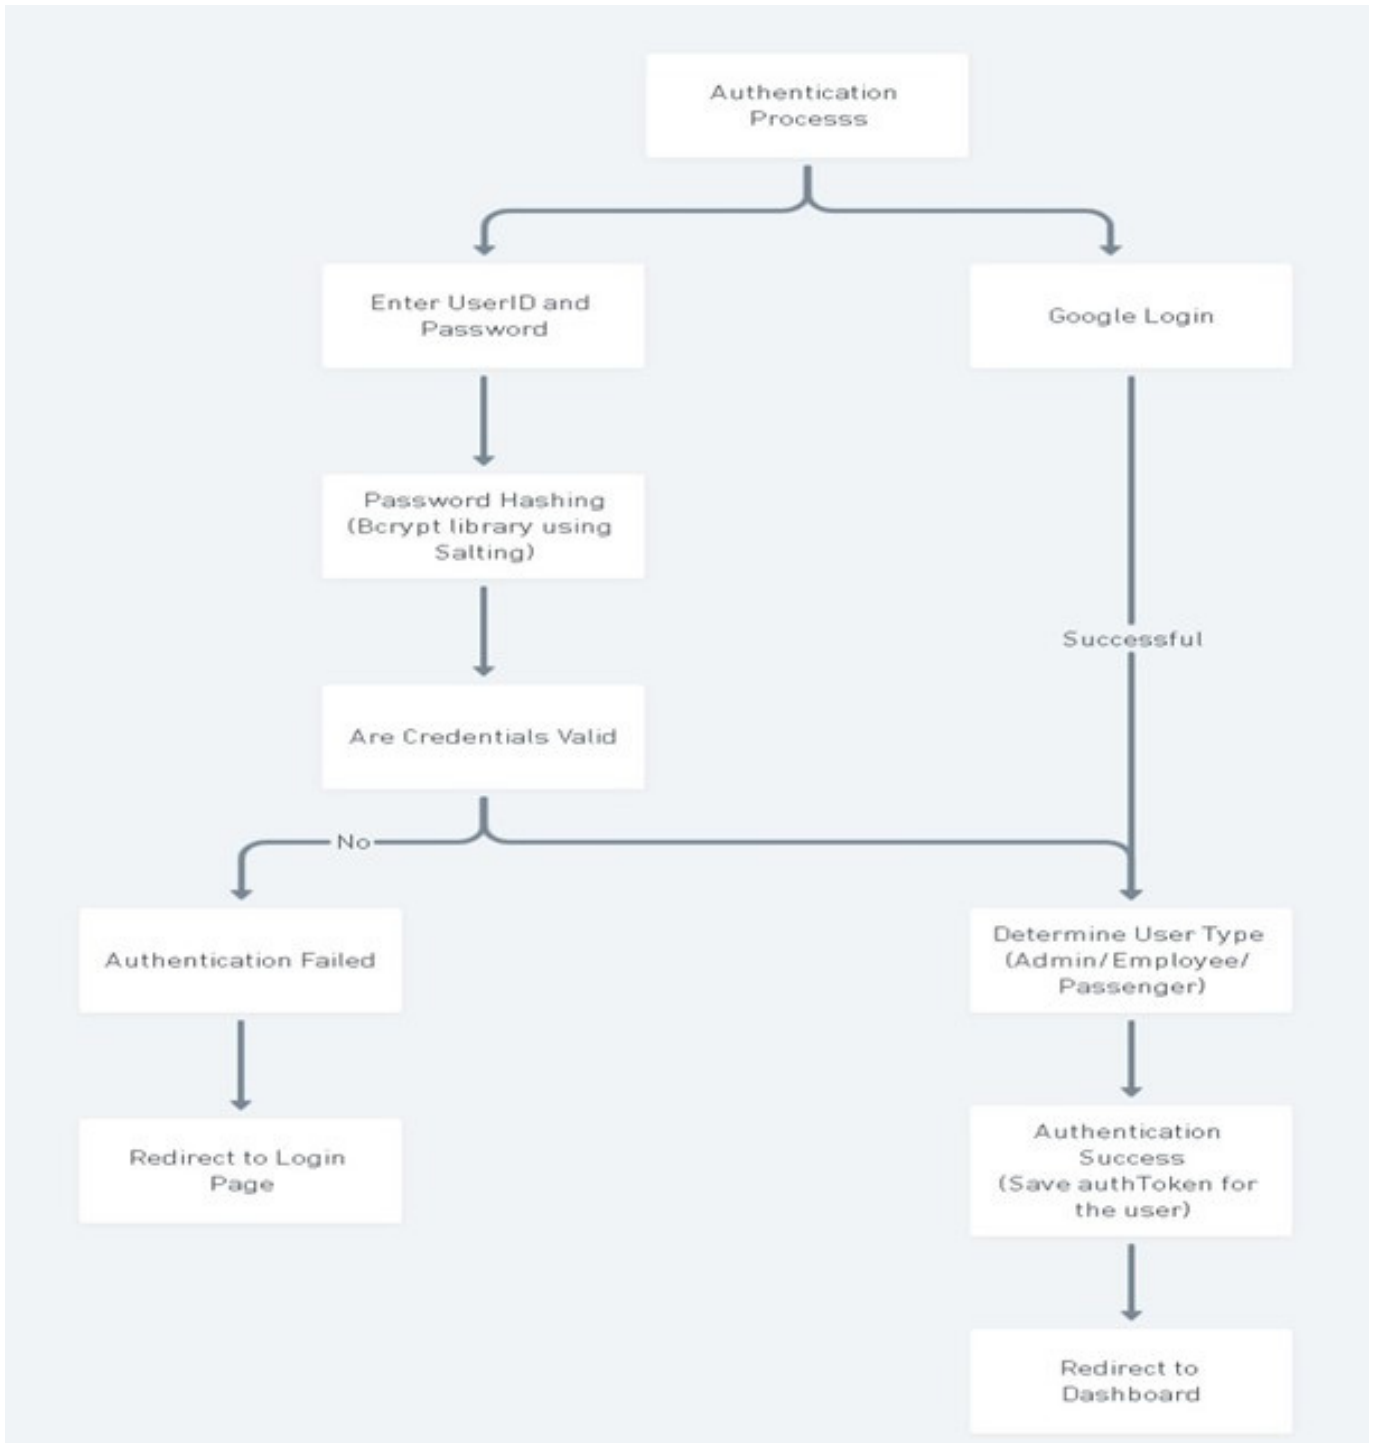 Authentication
Processs
Enter UserID and
Password
Google Login
Password Hashing
(Bcrypt library using
Salting)
Successful
Are Credentials Valid
No
Authentication Failed
Determine User Type
(Admin/Employee/
Passenger)
Redirect to Login
Page
Authentication
Success
(Save authToken for
the user)
Redirect to
Dashboard